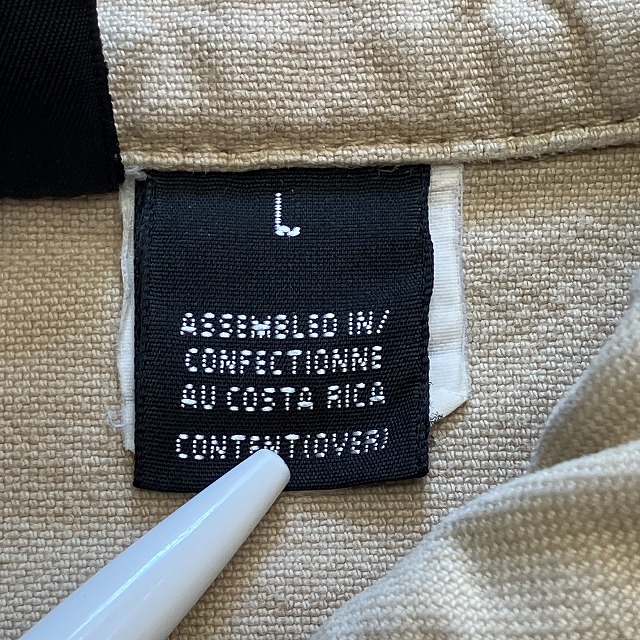 L
ASSEMBLED IN/
CONFECTIONNE
AU COSTA RICA
CONTENT(OVER)